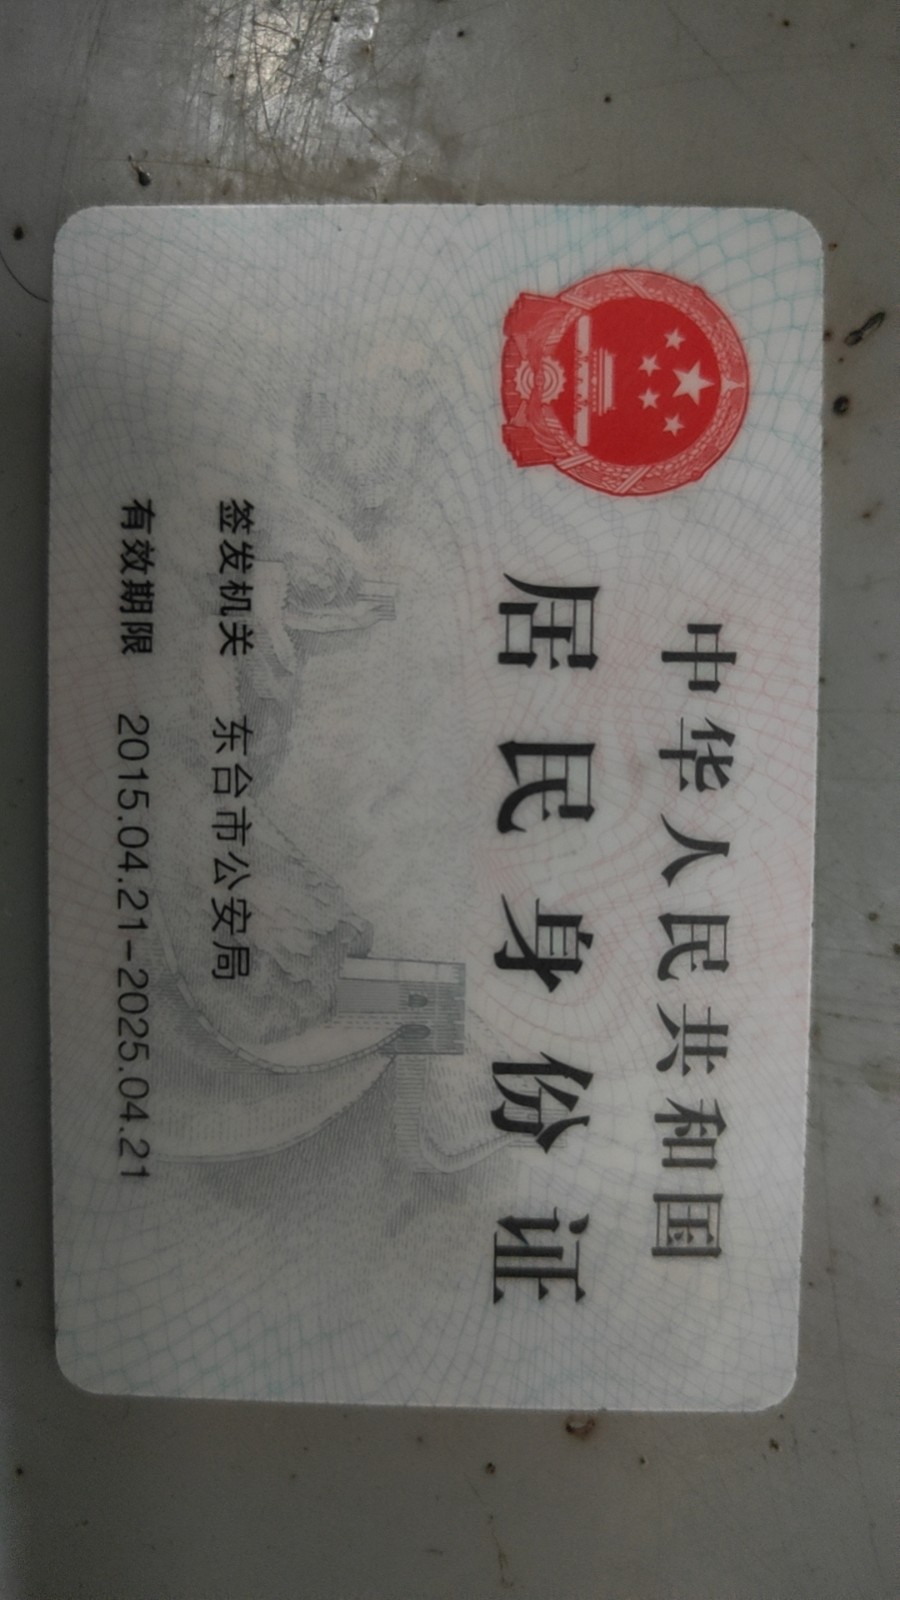 中华人民共和国
居民身份证
签发机关 东台市公安局
有效期限 2015.04.21-2025.04.21